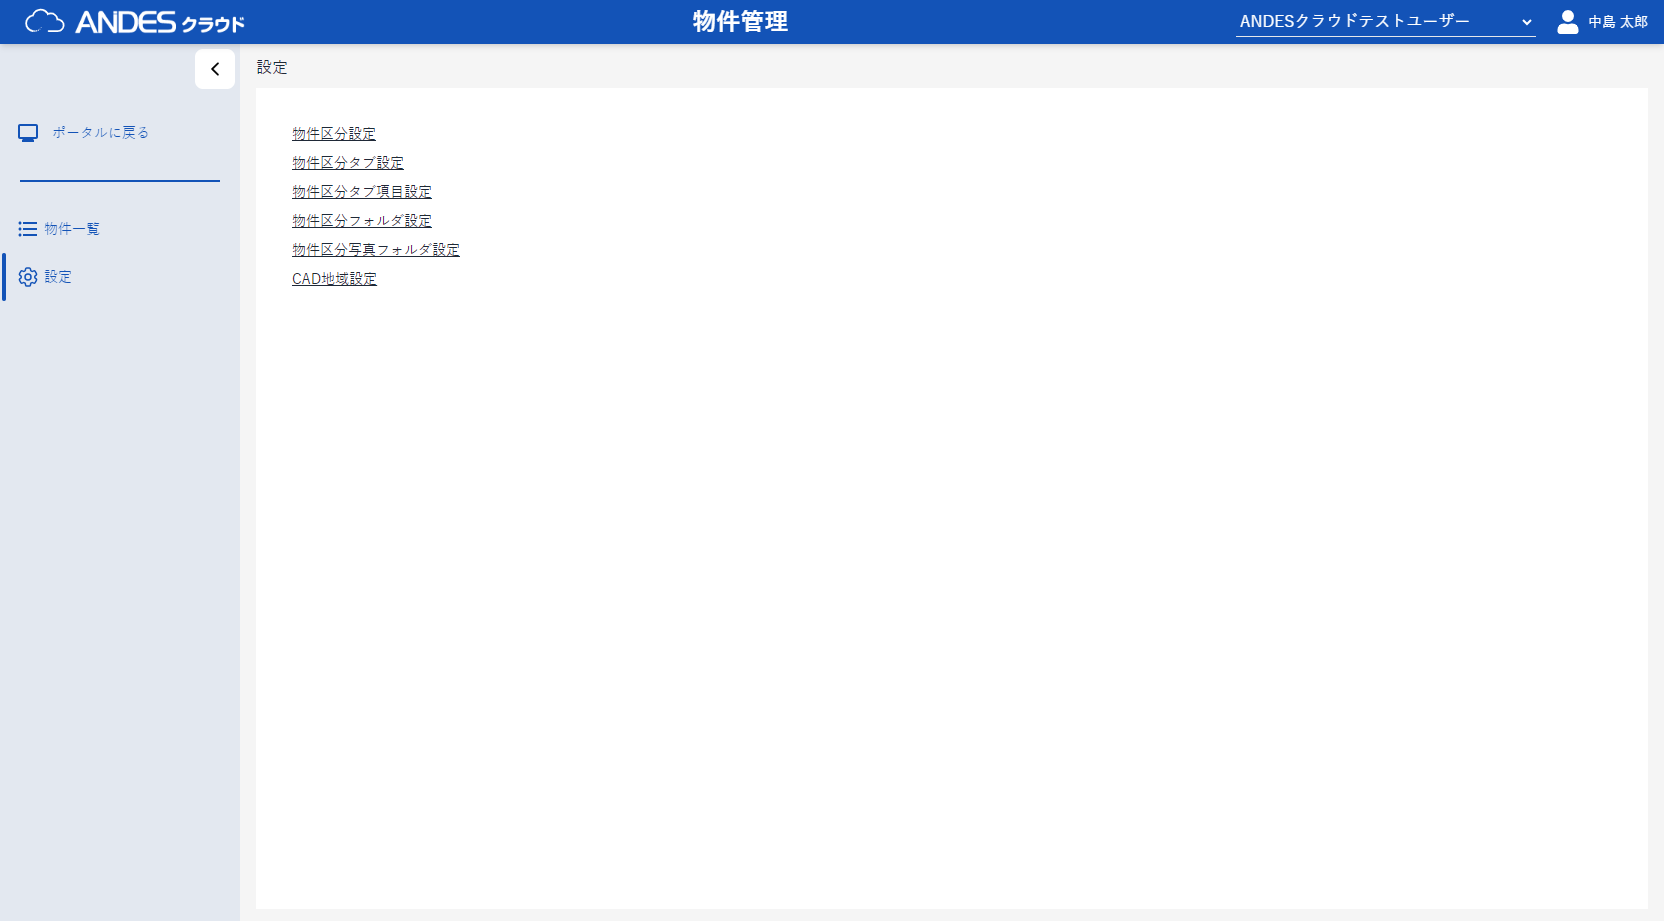 ANDES クラウド
物件管理
ANDESクラウドテストユーザー
中島 太郎
設定
ポータルに戻る
物件一覧
設定
物件区分設定
物件区分タブ設定
物件区分タブ項目設定
物件区分フォルダ設定
物件区分写真フォルダ設定
CAD地域設定